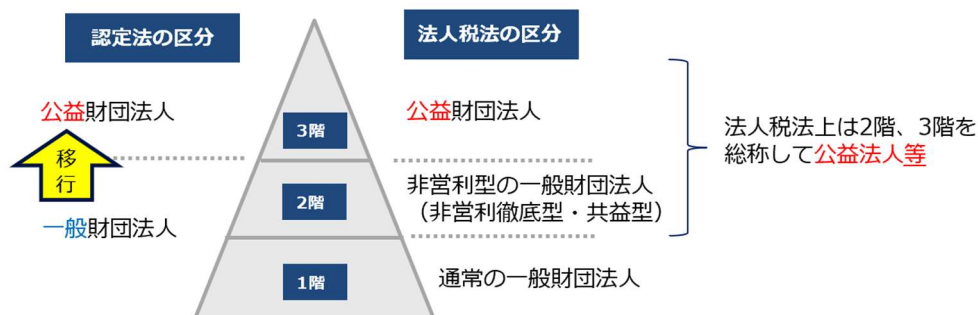 認定法の区分
法人税法の区分
公益財団法人
移
行
一般財団法人
3階
2階
1階
公益財団法人
非営利型の一般財団法人
（非営利徹底型・共益型）
通常の一般財団法人
法人税法上は2階、3階を
総称して公益法人等